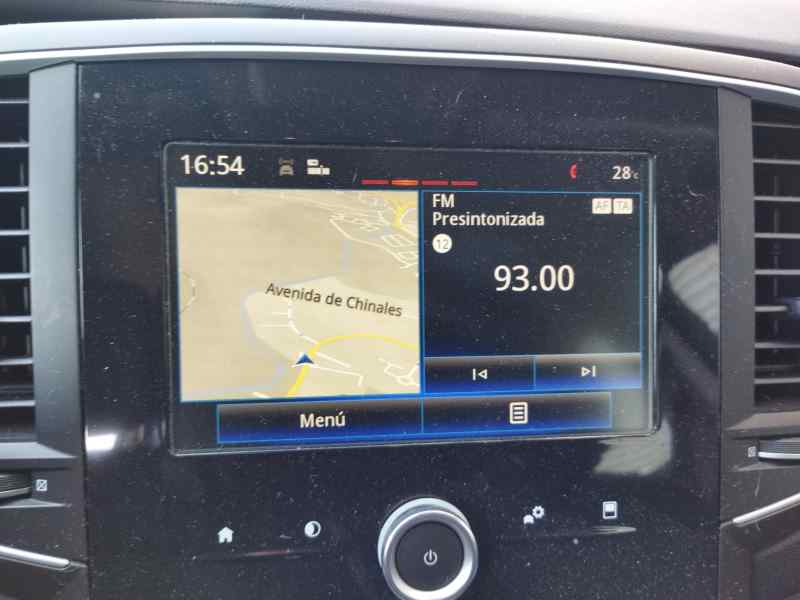 16:54
28°c
Avenida de Chinales
FM
AF TA
Presintonizada
12
93.00
Menú